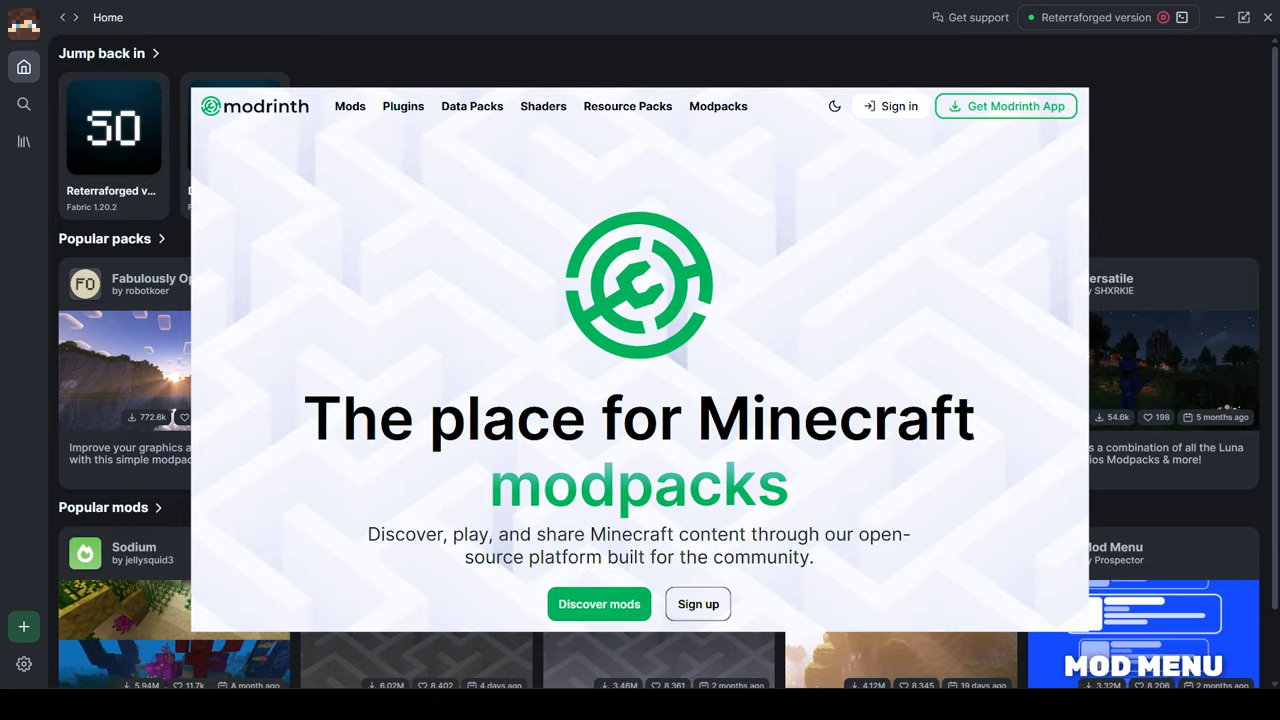 Home
Get support
Reterraforged version
Jump back in
SO
Reterraforged v...
Fabric 1.20.2
modrinth
Mods
Plugins
Data Packs
Shaders
Resource Packs
Modpacks
Sign in
Get Modrinth App
The place for Minecraft
modpacks
Discover, play, and share Minecraft content through our open-
source platform built for the community.
Discover mods
Sign up
Popular packs
FO
Fabulously Op
by robotkoer
772.6k
Improve your graphics a
with this simple modpac
ersatile
SHXRKIE
54.6k
198
5 months ago
s a combination of all the Luna
ios Modpacks & more!
Popular mods
Sodium
by jellysquid3
5.94M
11.7k
A month ago
6.02M
8,402
4 days ago
3.46M
8,361
2 months ago
4.12M
8,345
19 days ago
Mod Menu
Prospector
MOD MENU
3.32M
8,206
2 months ago